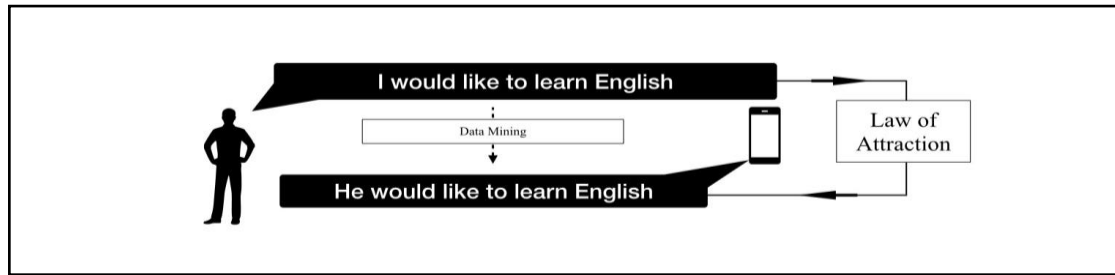 I would like to learn English
Data Mining
Law of
Attraction
He would like to learn English